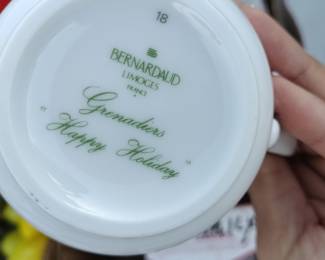 18
BERNARDAUD
LIMOGES
FRANCE
Grenadiers
"Happy Holiday"